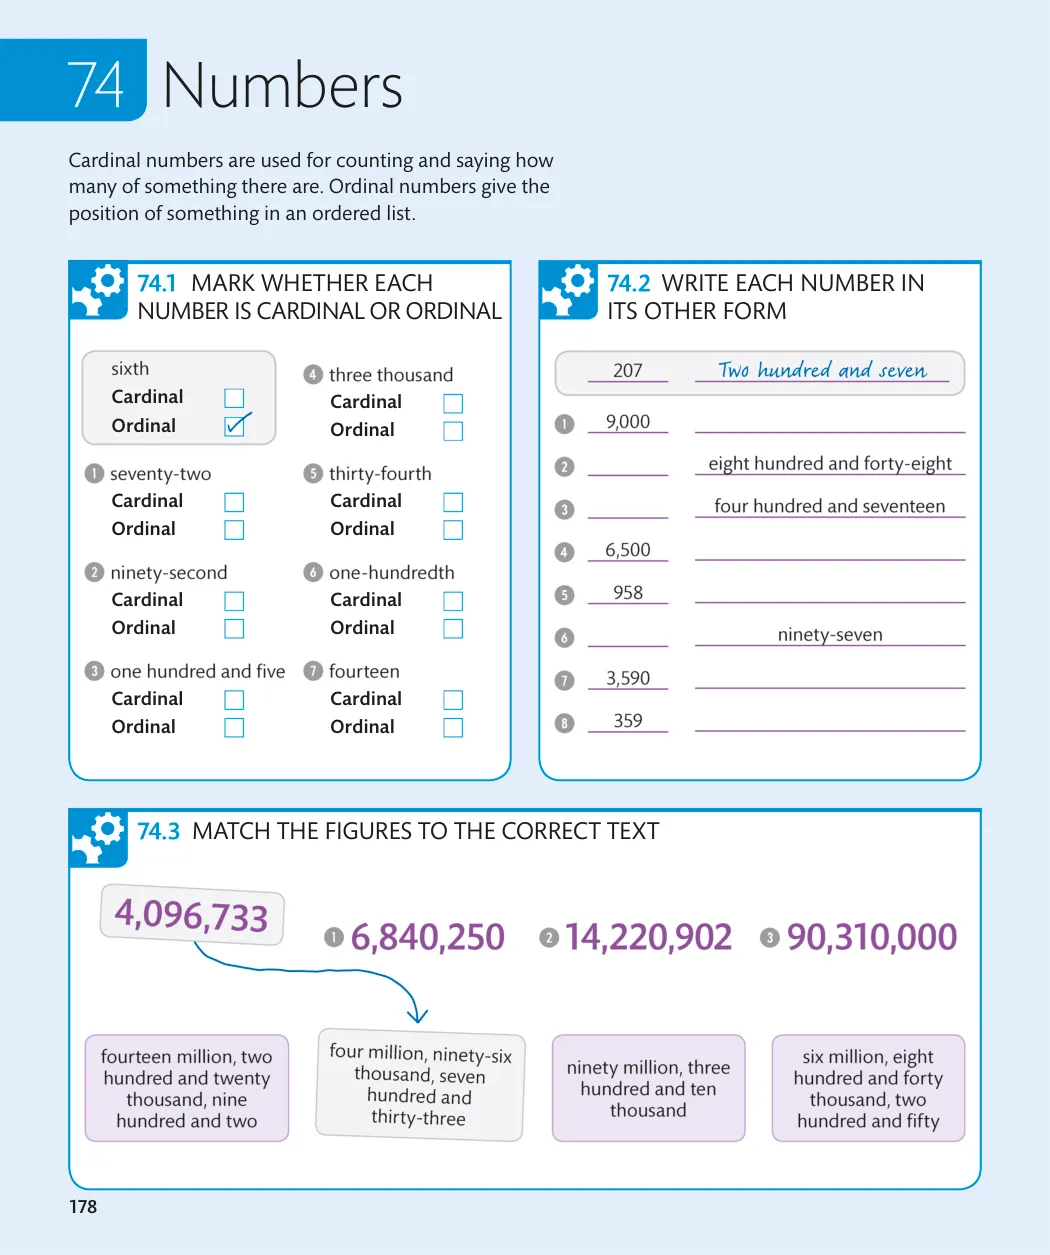 74 Numbers
Cardinal numbers are used for counting and saying how
many of something there are. Ordinal numbers give the
position of something in an ordered list.
74.1 MARK WHETHER EACH
NUMBER IS CARDINAL OR ORDINAL
sixth
Cardinal
Ordinal
1 seventy-two
Cardinal
Ordinal
2 ninety-second
Cardinal
Ordinal
3 one hundred and five
Cardinal
Ordinal
4 three thousand
Cardinal
Ordinal
5 thirty-fourth
Cardinal
Ordinal
6 one-hundredth
Cardinal
Ordinal
7 fourteen
Cardinal
Ordinal
74.2 WRITE EACH NUMBER IN
ITS OTHER FORM
207 Two hundred and seven
1 9,000
2 eight hundred and forty-eight
3 four hundred and seventeen
4 6,500
5 958
6 ninety-seven
7 3,590
8 359
74.3 MATCH THE FIGURES TO THE CORRECT TEXT
4,096,733
1 6,840,250
2 14,220,902
3 90,310,000
fourteen million, two
hundred and twenty
thousand, nine
hundred and two
four million, ninety-six
thousand, seven
hundred and
thirty-three
ninety million, three
hundred and ten
thousand
six million, eight
hundred and forty
thousand, two
hundred and fifty
178